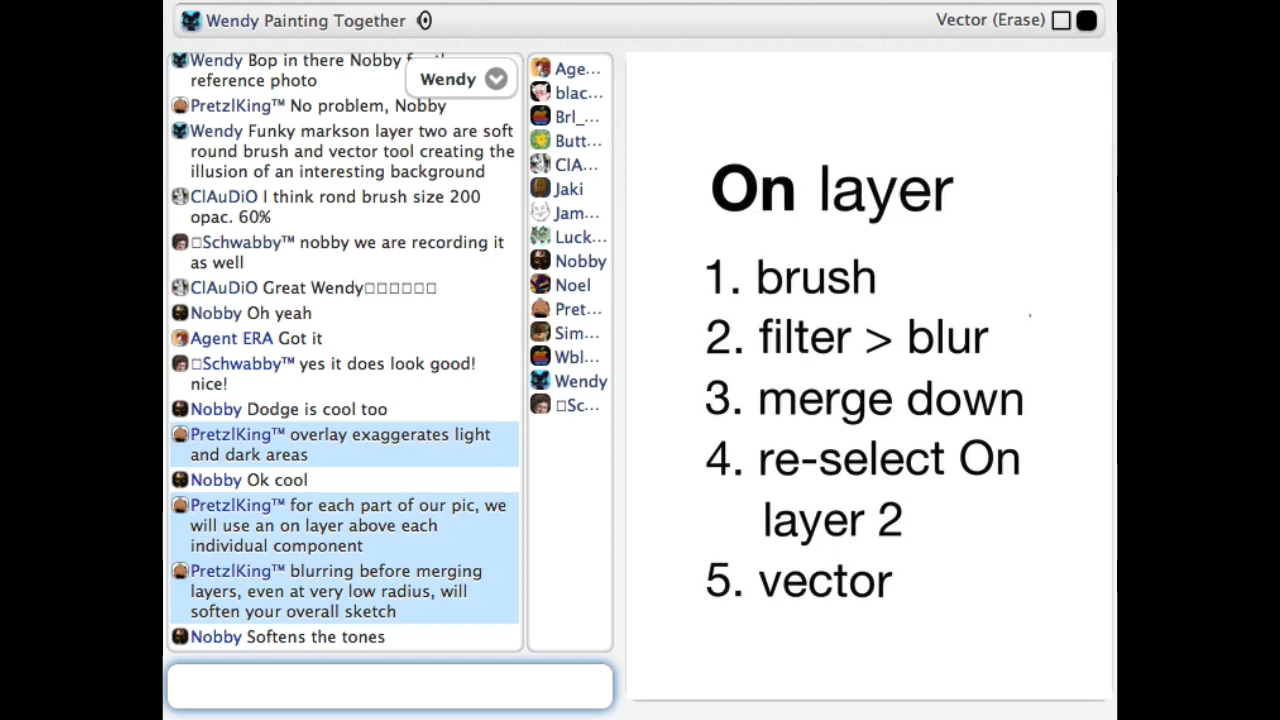 Wendy Painting Together
Vector (Erase)
Wendy Bop in there Nobby
reference photo
Wendy
PretzlKing™ No problem, Nobby
Wendy Funky markson layer two are soft
round brush and vector tool creating the
illusion of an interesting background
ClAuDiO I think rond brush size 200
opac. 60%
Schwabby™ nobby we are recording it
as well
ClAuDiO Great Wendy
Nobby Oh yeah
Agent ERA Got it
Schwabby™ yes it does look good!
nice!
Nobby Dodge is cool too
PretzlKing™ overlay exaggerates light
and dark areas
Nobby Ok cool
PretzlKing™ for each part of our pic, we
will use an on layer above each
individual component
PretzlKing™ blurring before merging
layers, even at very low radius, will
soften your overall sketch
Nobby Softens the tones
Age...
blac...
Brl_...
Butt...
ClA...
Jaki
Jam...
Luck...
Nobby
Noel
Pret...
Sim...
Wbl...
Wendy
Sc...
On layer
1. brush
2. filter > blur
3. merge down
4. re-select On
layer 2
5. vector